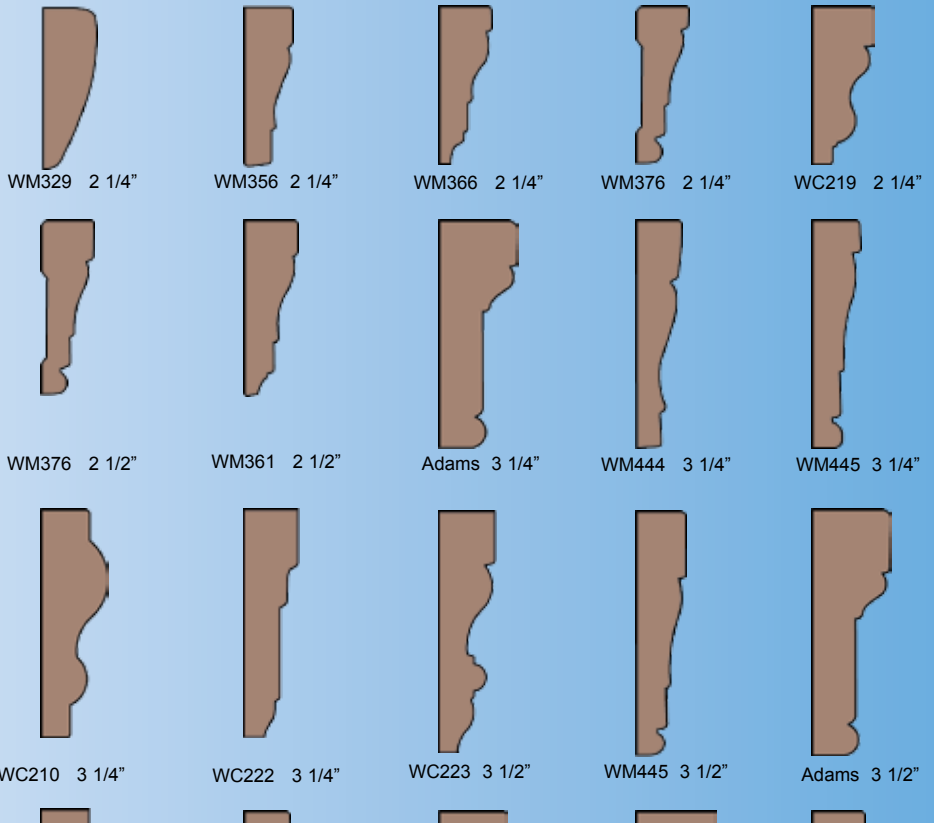 WM329 2 1/4”
WM356 2 1/4”
WM366 2 1/4”
WM376 2 1/4”
WC219 2 1/4”
WM376 2 1/2”
WM361 2 1/2”
Adams 3 1/4”
WM444 3 1/4”
WM445 3 1/4”
WC210 3 1/4”
WC222 3 1/4”
WC223 3 1/2”
WM445 3 1/2”
Adams 3 1/2”